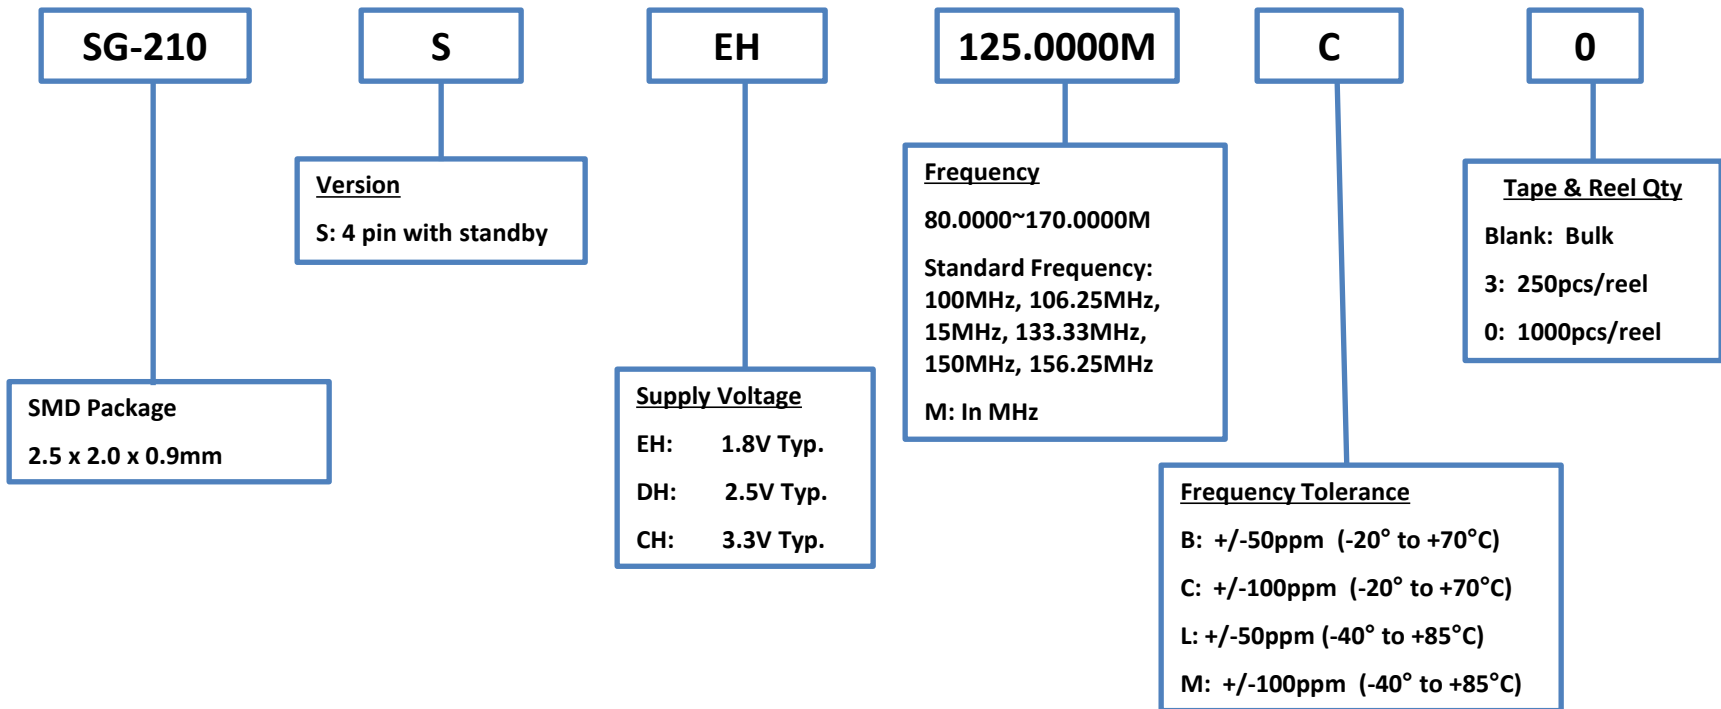 SG-210
S
EH
125.0000M
C
0
Version
S: 4 pin with standby
Frequency
80.0000~170.0000M
Standard Frequency:
100MHz, 106.25MHz,
15MHz, 133.33MHz,
150MHz, 156.25MHz
M: In MHz
Tape & Reel Qty
Blank: Bulk
3: 250pcs/reel
0: 1000pcs/reel
SMD Package
2.5 x 2.0 x 0.9mm
Supply Voltage
EH: 1.8V Typ.
DH: 2.5V Typ.
CH: 3.3V Typ.
Frequency Tolerance
B: +/-50ppm (-20° to +70°C)
C: +/-100ppm (-20° to +70°C)
L: +/-50ppm (-40° to +85°C)
M: +/-100ppm (-40° to +85°C)